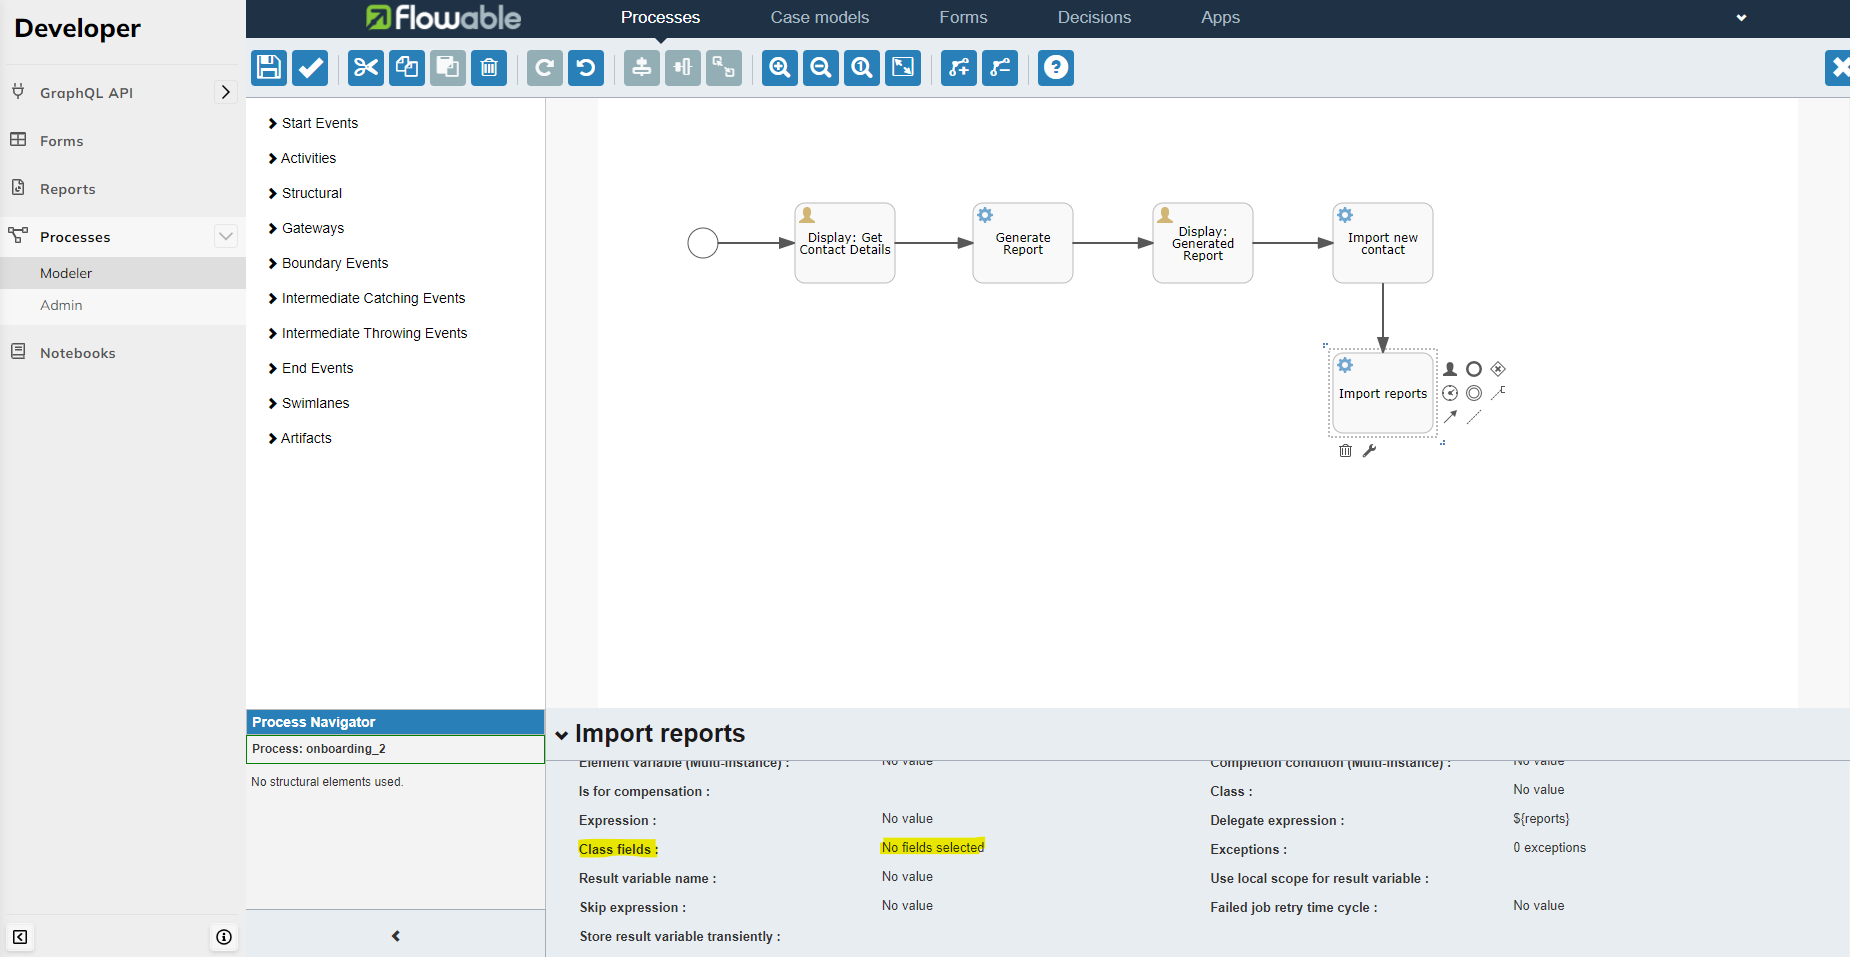 Developer
GraphQL API
Forms
Reports
Processes
Modeler
Admin
Notebooks
flowable
Processes
Case models
Forms
Decisions
Apps
Start Events
Activities
Structural
Gateways
Boundary Events
Intermediate Catching Events
Intermediate Throwing Events
End Events
Swimlanes
Artifacts
Display: Get
Contact Details
Generate
Report
Display:
Generated
Report
Import new
contact
Import reports
Process Navigator
Process: onboarding_2
No structural elements used.
Import reports
Element variable (Multi-instance) : No value
Completion condition (Multi-instance) : No value
Is for compensation :
Class : No value
Expression : No value
Delegate expression : ${reports}
Class fields : No fields selected
Exceptions : 0 exceptions
Result variable name : No value
Use local scope for result variable :
Skip expression : No value
Failed job retry time cycle : No value
Store result variable transiently :